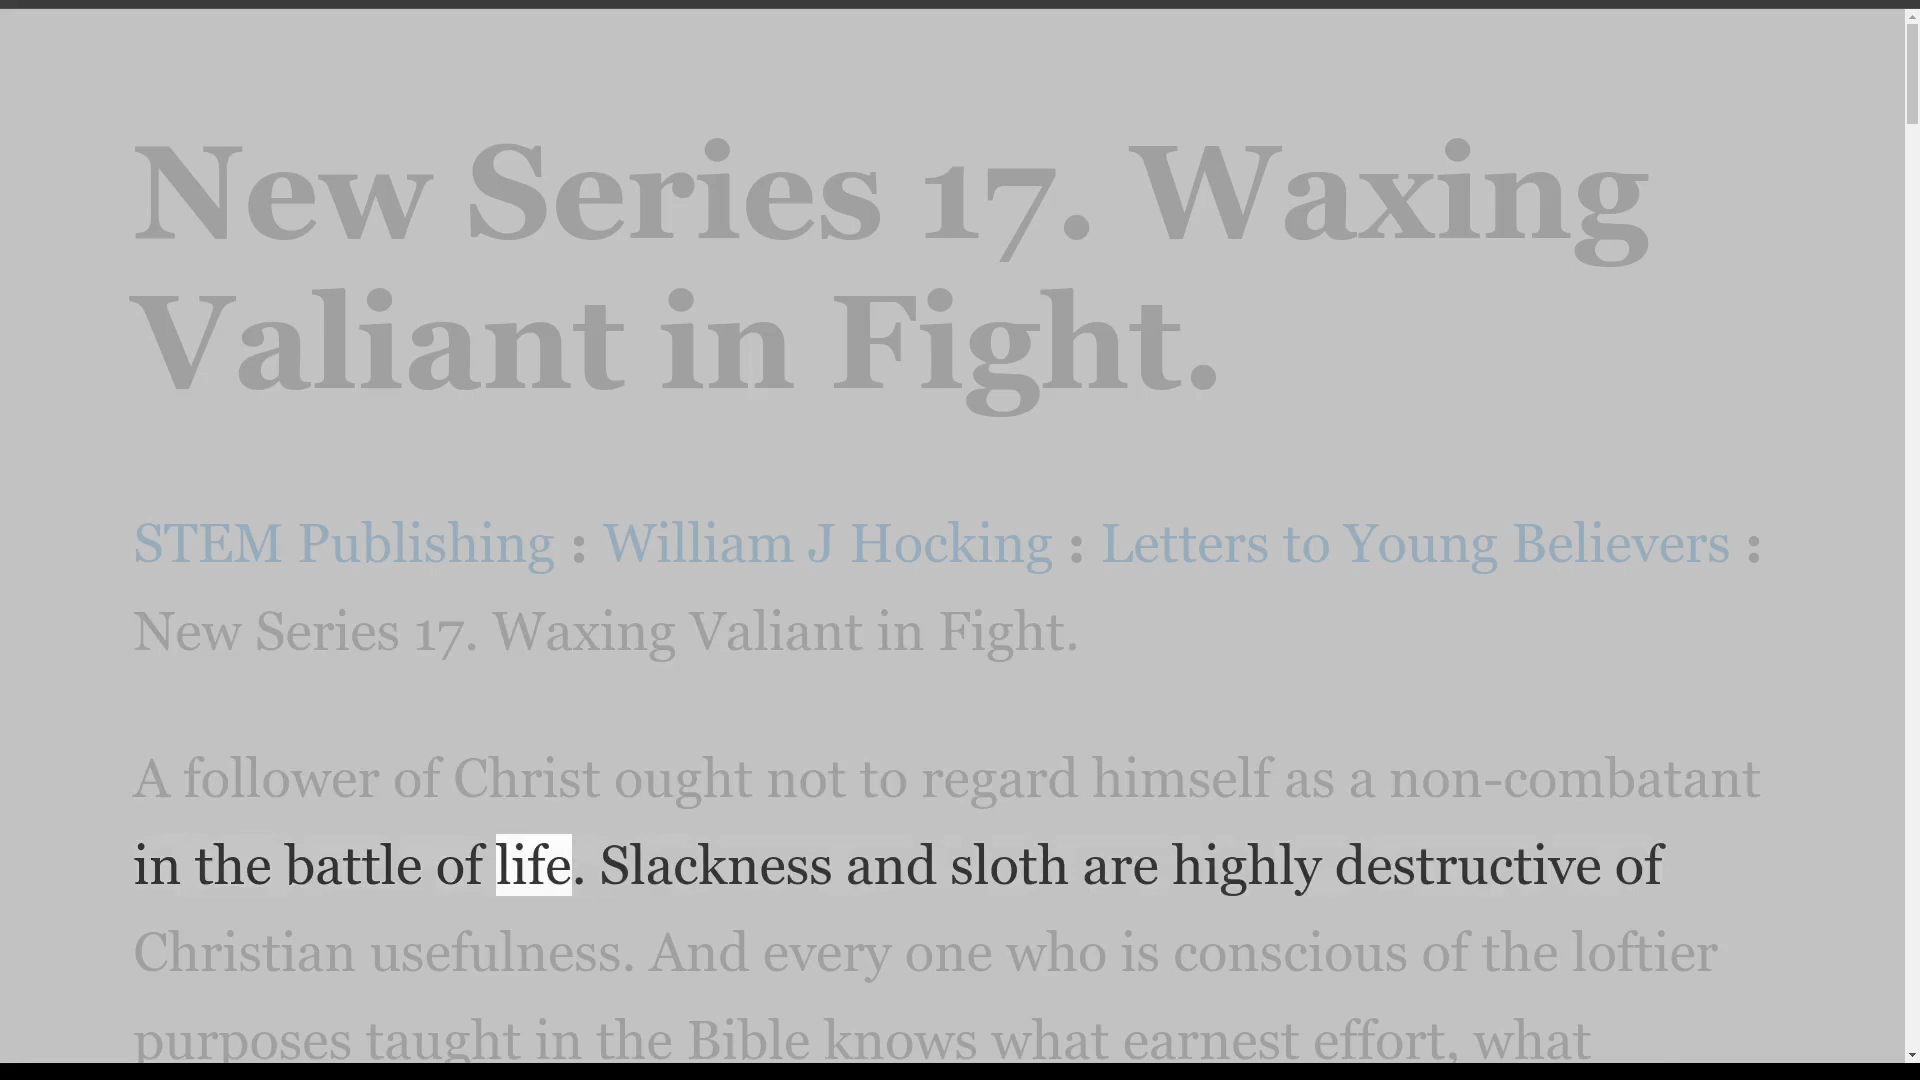 New Series 17. Waxing
Valiant in Fight.
STEM Publishing : William J Hocking : Letters to Young Believers :
New Series 17. Waxing Valiant in Fight.
A follower of Christ ought not to regard himself as a non-combatant
in the battle of life. Slackness and sloth are highly destructive of
Christian usefulness. And every one who is conscious of the loftier
purposes taught in the Bible knows what earnest effort, what